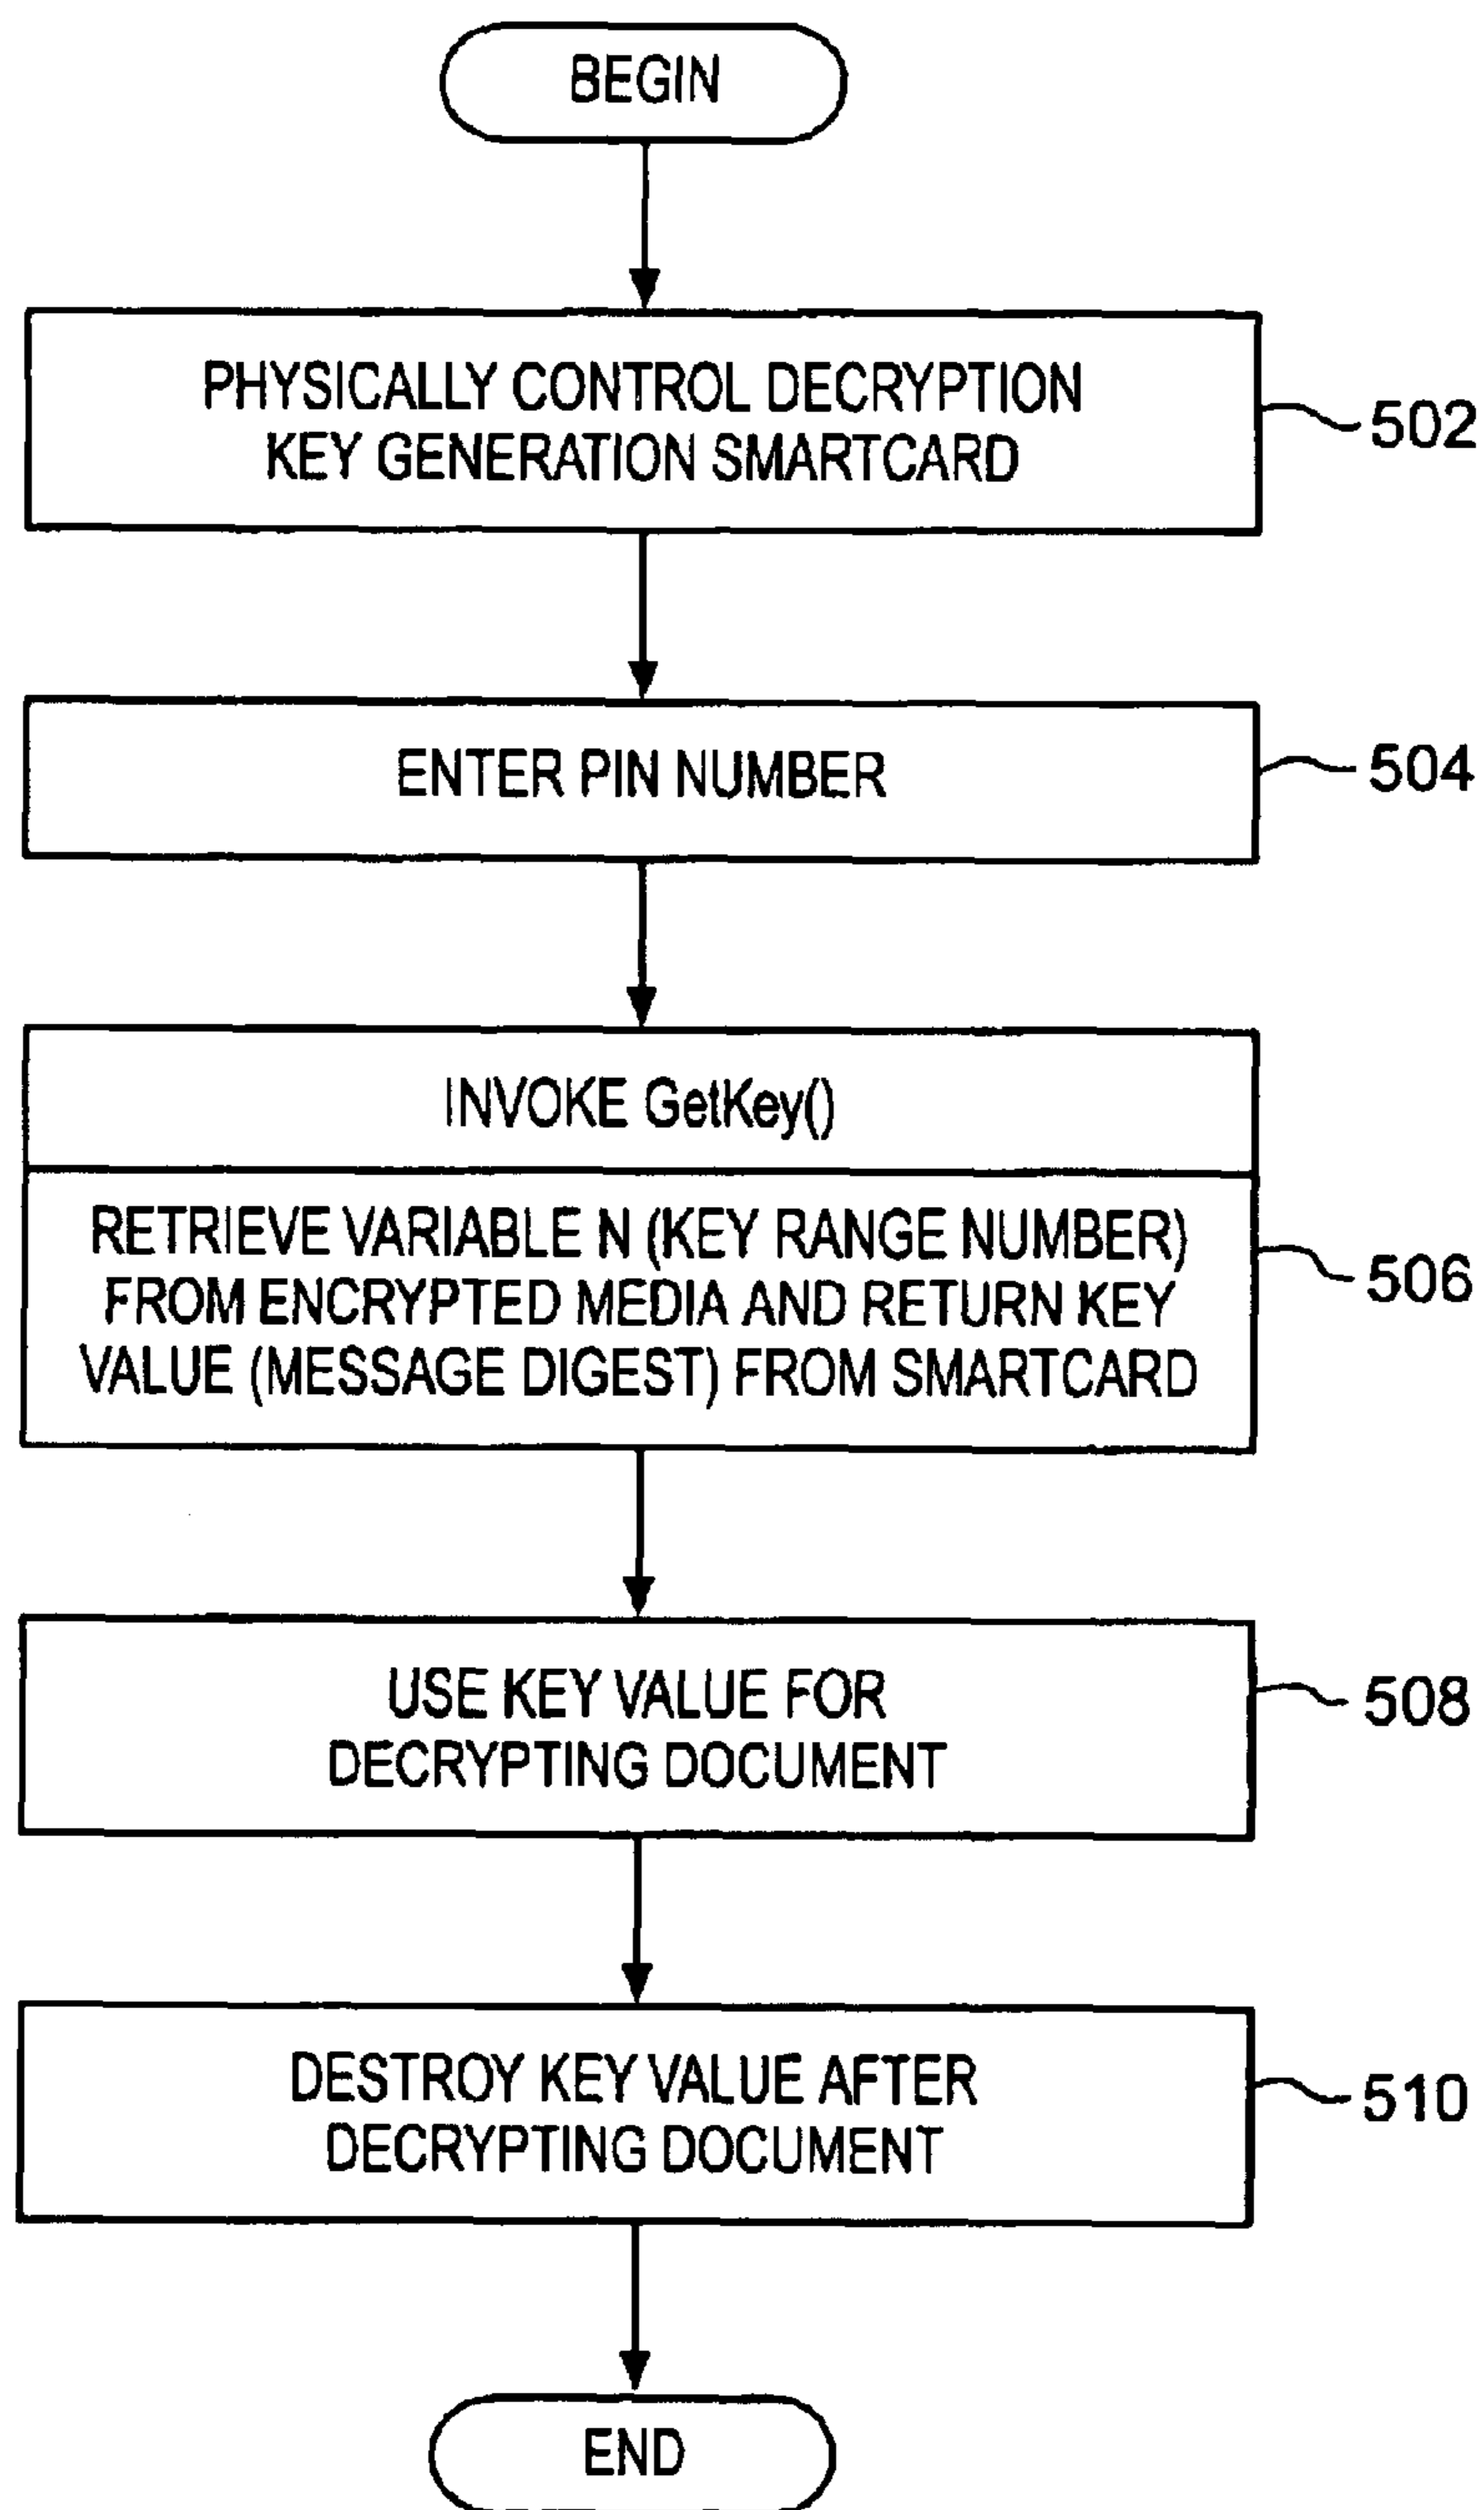 BEGIN
PHYSICALLY CONTROL DECRYPTION
KEY GENERATION SMARTCARD
502
ENTER PIN NUMBER
504
INVOKE GetKey()
RETRIEVE VARIABLE N (KEY RANGE NUMBER)
FROM ENCRYPTED MEDIA AND RETURN KEY
VALUE (MESSAGE DIGEST) FROM SMARTCARD
506
USE KEY VALUE FOR
DECRYPTING DOCUMENT
508
DESTROY KEY VALUE AFTER
DECRYPTING DOCUMENT
510
END